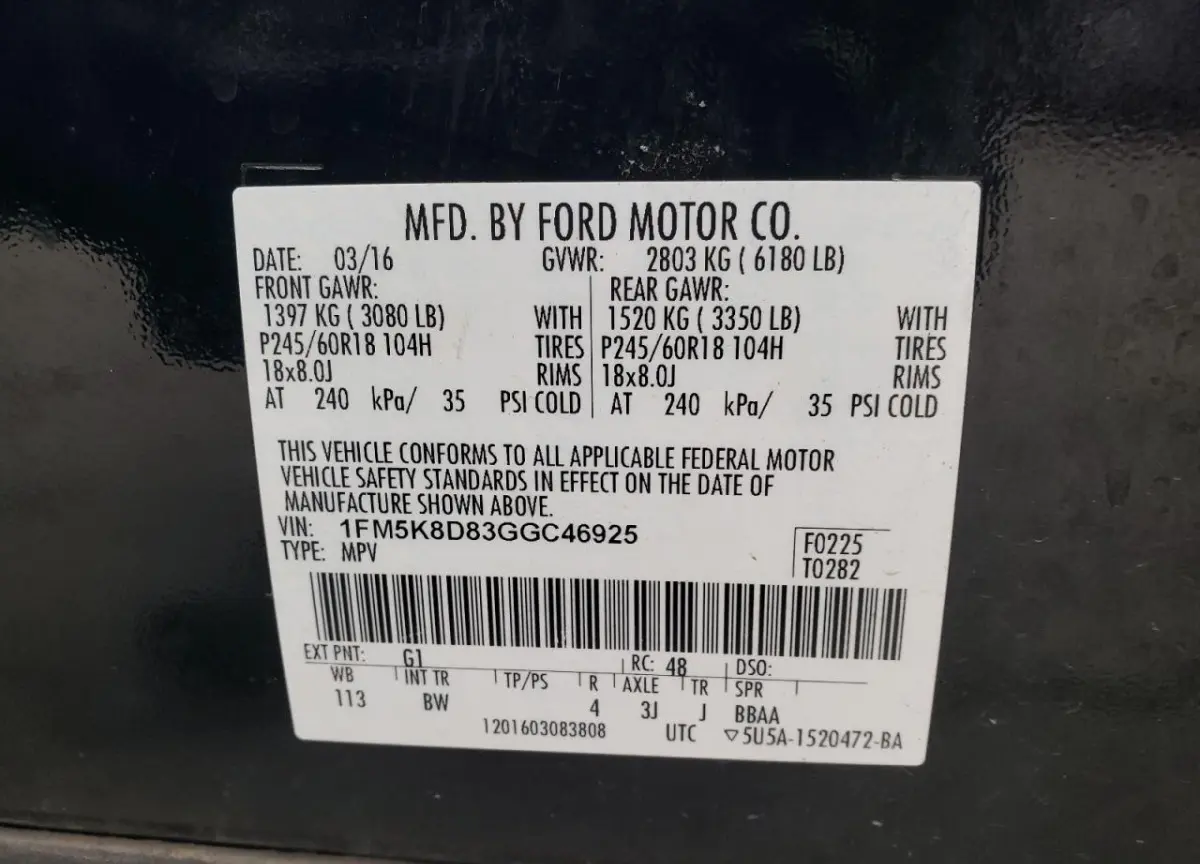 MFD. BY FORD MOTOR CO.
DATE: 03/16 GVWR: 2803 KG ( 6180 LB)
FRONT GAWR: REAR GAWR:
1397 KG ( 3080 LB) WITH 1520 KG ( 3350 LB) WITH
P245/60R18 104H TIRES P245/60R18 104H TIRES
18x8.0J RIMS 18x8.0J RIMS
AT 240 kPa/ 35 PSI COLD AT 240 kPa/ 35 PSI COLD
THIS VEHICLE CONFORMS TO ALL APPLICABLE FEDERAL MOTOR
VEHICLE SAFETY STANDARDS IN EFFECT ON THE DATE OF
MANUFACTURE SHOWN ABOVE.
VIN: 1FM5K8D83GGC46925
TYPE: MPV
F0225
T0282
EXT PNT: G1 RC: 48 DSO:
WB INT TR TP/PS R AXLE TR SPR
113 BW 4 3J J BBAA
1201603083808 UTC ▽5U5A-1520472-BA